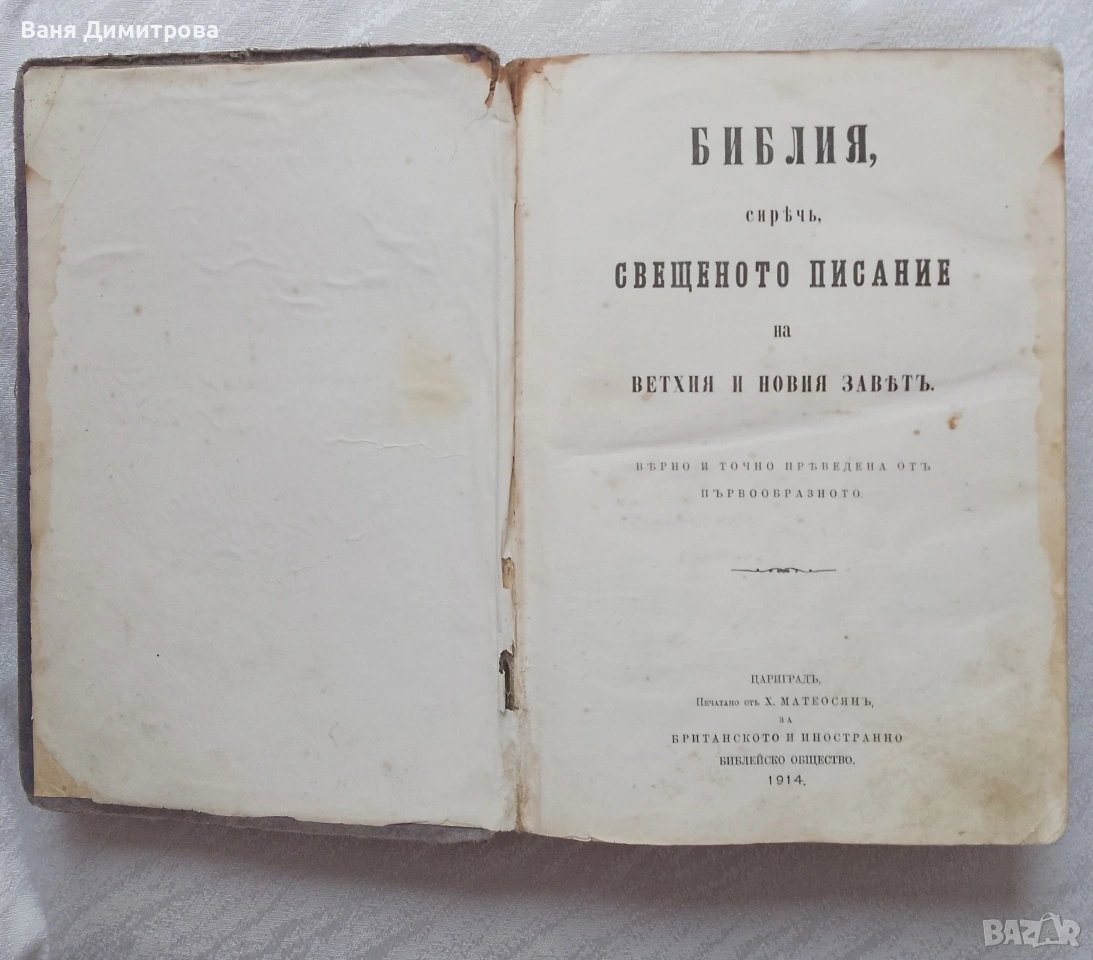 Ваня Димитрова
БИБЛИЯ,
сирѣчь,
СВЕЩЕНОТО ПИСАНИЕ
на
ВЕТХИЯ И НОВИЯ ЗАВѢТЪ.
ВѢРНО И ТОЧНО ПРѢВЕДЕНА ОТЪ
ПЪРВООБРАЗНОТО.
ЦАРИГРАДЪ,
Печатано отъ Х. МАТЕОСЯНЪ,
ЗА
БРИТАНСКОТО И ИНОСТРАННО
БИБЛЕЙСКО ОБЩЕСТВО.
1914.
BAZAR